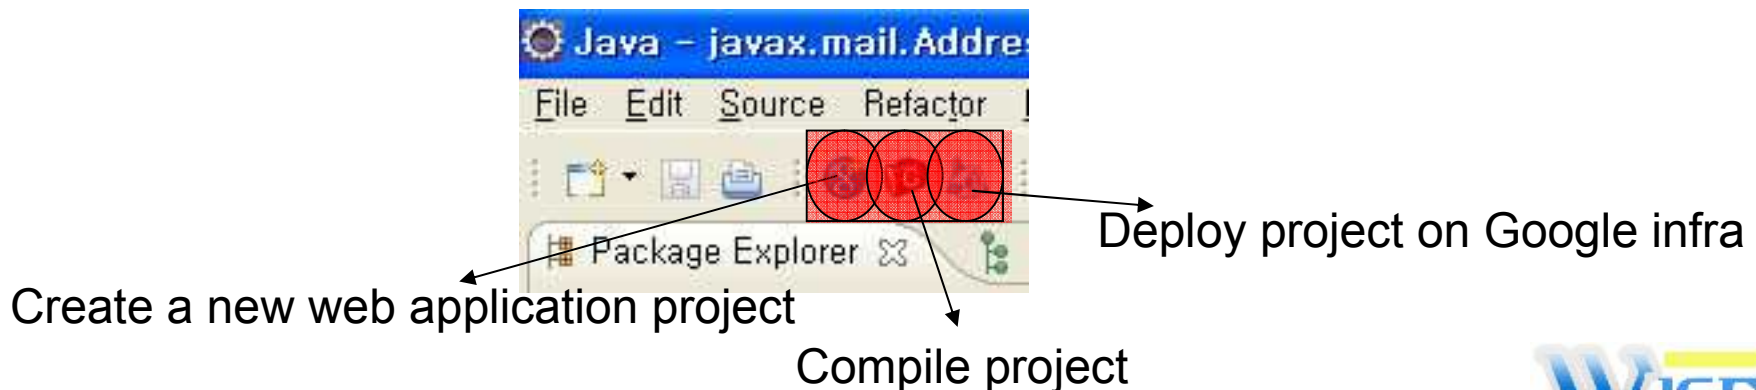 Java - javax.mail.Addre
File Edit Source Refactor
Package Explorer
Deploy project on Google infra
Create a new web application project
Compile project